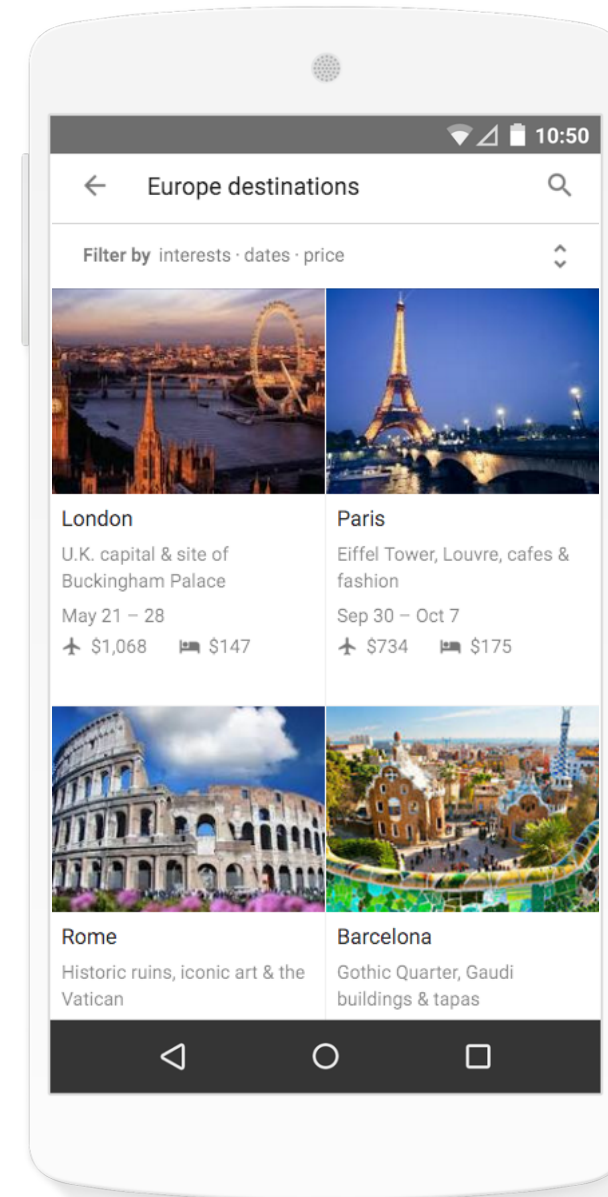 10:50
Europe destinations
Filter by interests · dates · price
London
U.K. capital & site of
Buckingham Palace
May 21 – 28
$1,068 $147
Paris
Eiffel Tower, Louvre, cafes &
fashion
Sep 30 – Oct 7
$734 $175
Rome
Historic ruins, iconic art & the
Vatican
Barcelona
Gothic Quarter, Gaudi
buildings & tapas